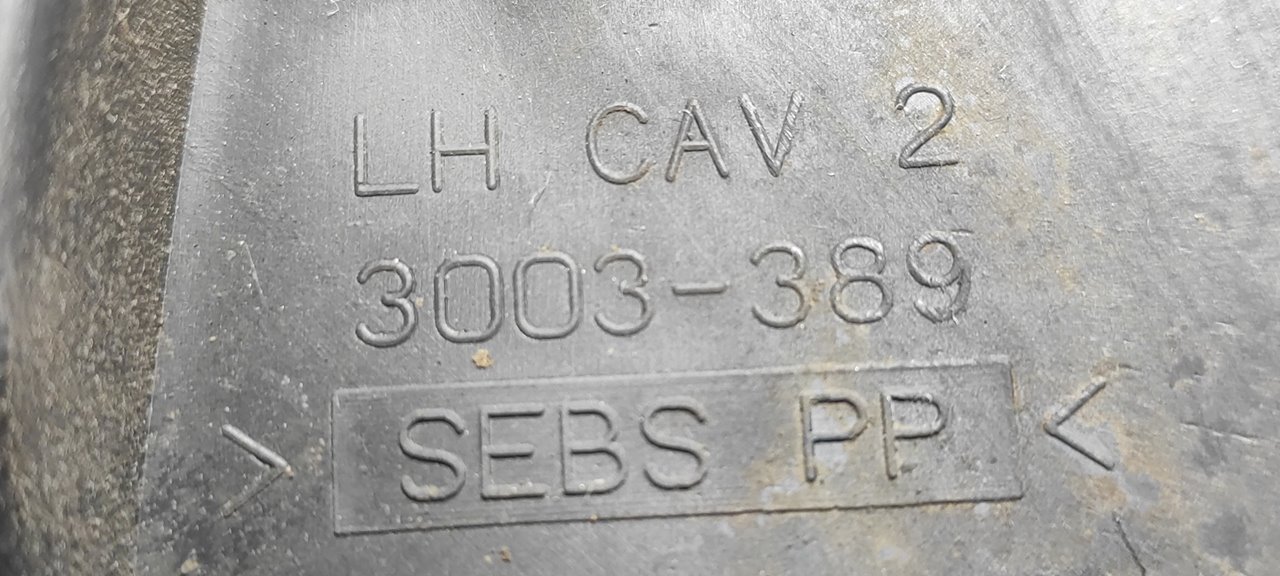 LH CAV 2
3003-389
> SEBS PP <